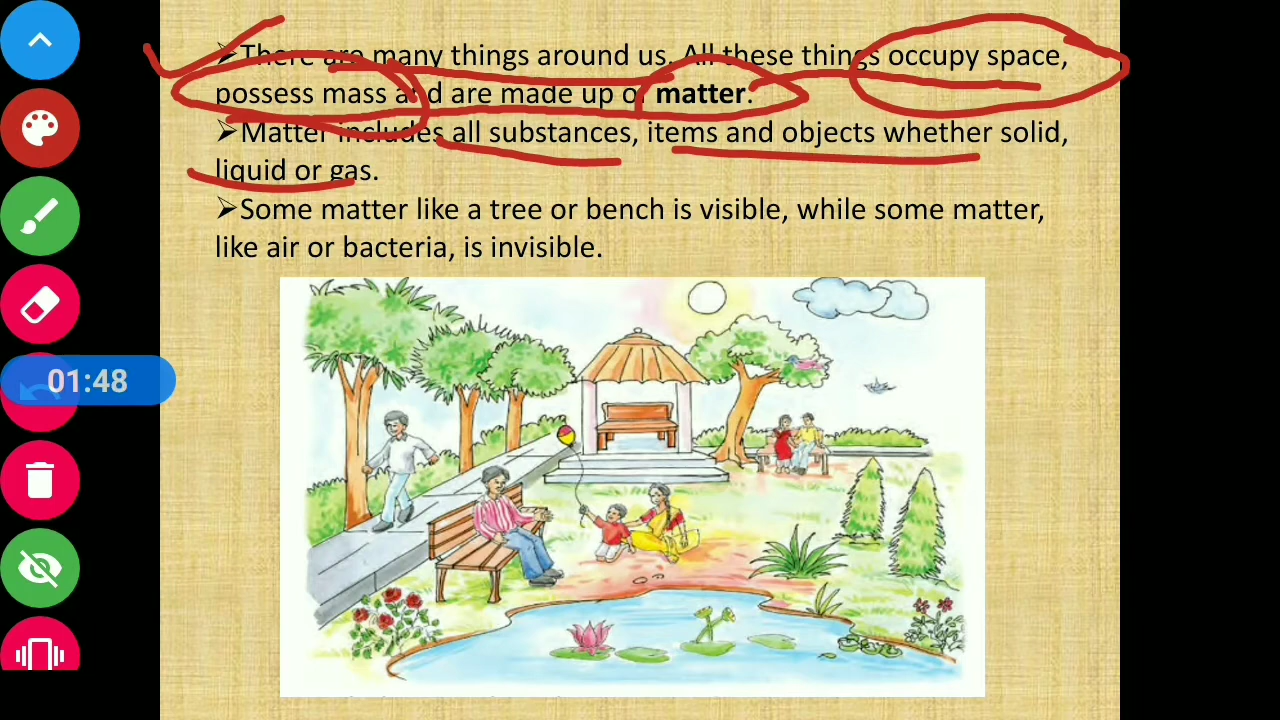 ➢There are many things around us. All these things occupy space,
possess mass and are made up of matter.
➢Matter includes all substances, items and objects whether solid,
liquid or gas.
➢Some matter like a tree or bench is visible, while some matter,
like air or bacteria, is invisible.
01:48